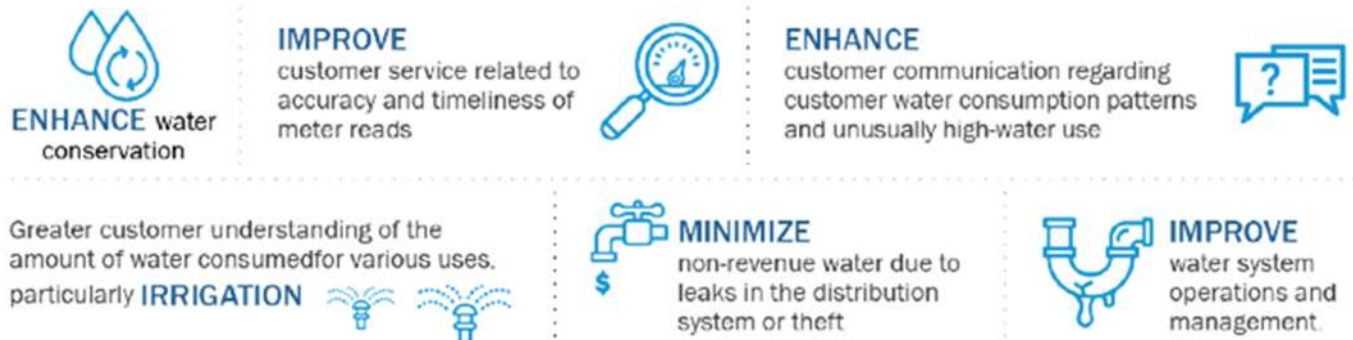 ENHANCE water
conservation
IMPROVE
customer service related to
accuracy and timeliness of
meter reads
ENHANCE
customer communication regarding
customer water consumption patterns
and unusually high-water use
?
Greater customer understanding of the
amount of water consumedfor various uses,
particularly IRRIGATION
$
MINIMIZE
non-revenue water due to
leaks in the distribution
system or theft
IMPROVE
water system
operations and
management.